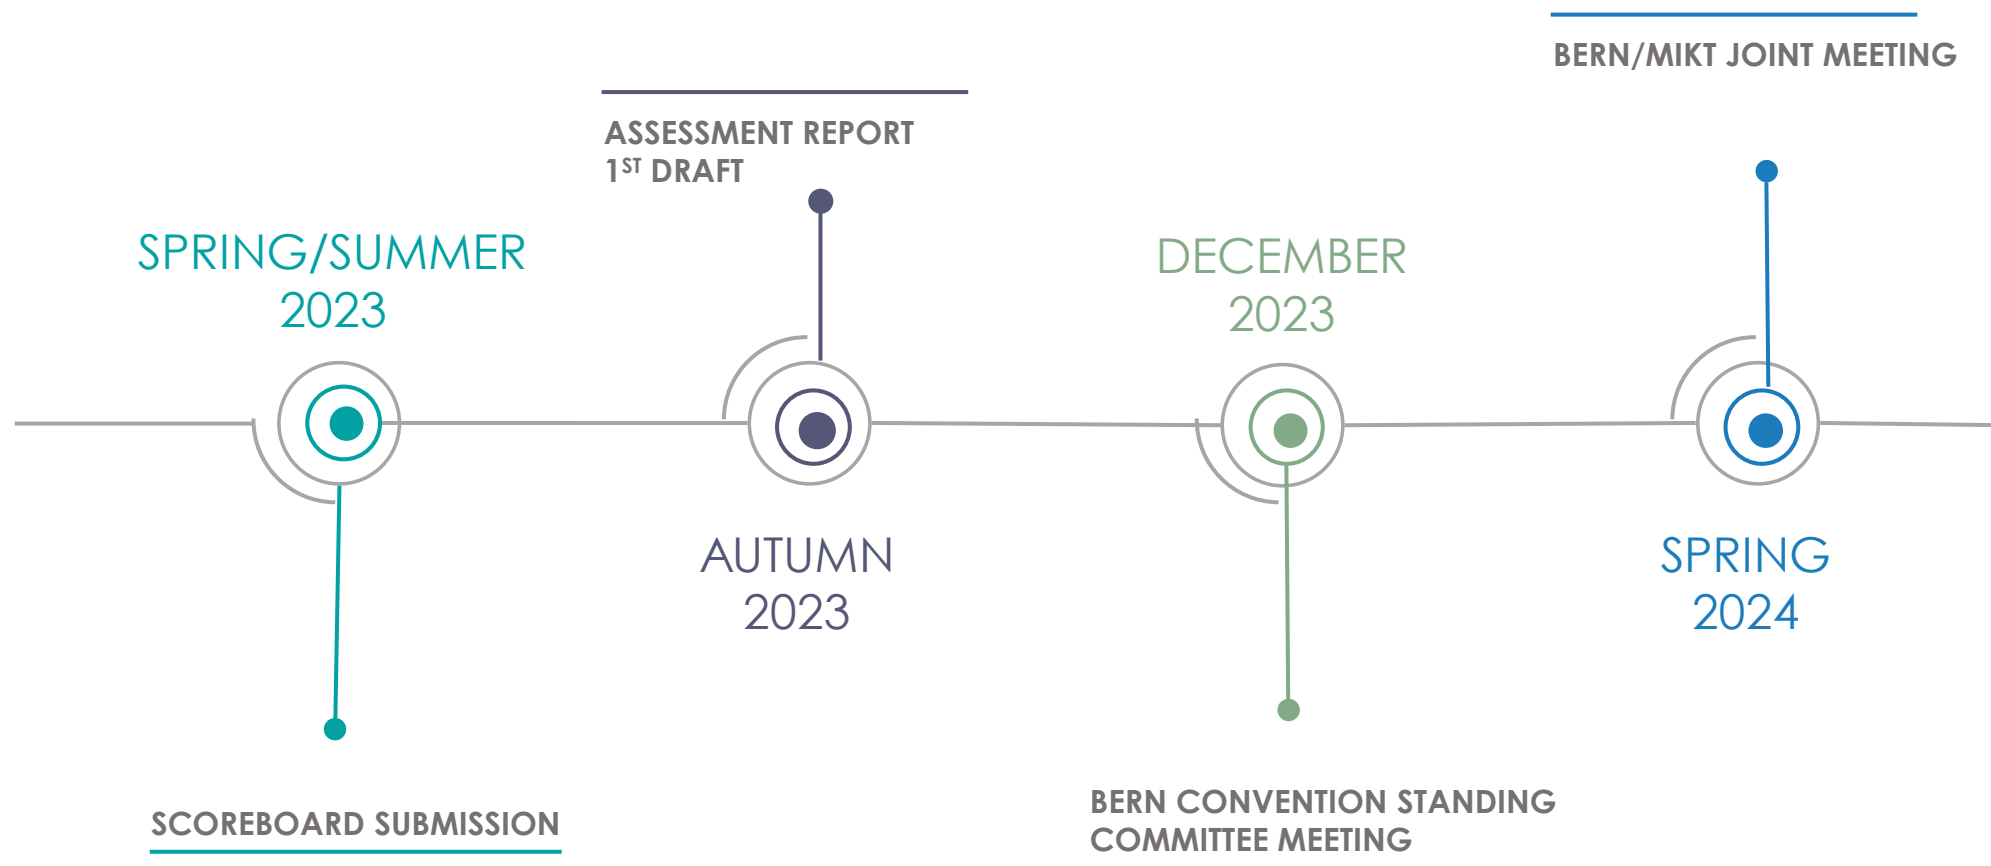 BERN/MIKT JOINT MEETING
ASSESSMENT REPORT
1ST DRAFT
SPRING/SUMMER
2023
DECEMBER
2023
AUTUMN
2023
SPRING
2024
SCOREBOARD SUBMISSION
BERN CONVENTION STANDING
COMMITTEE MEETING